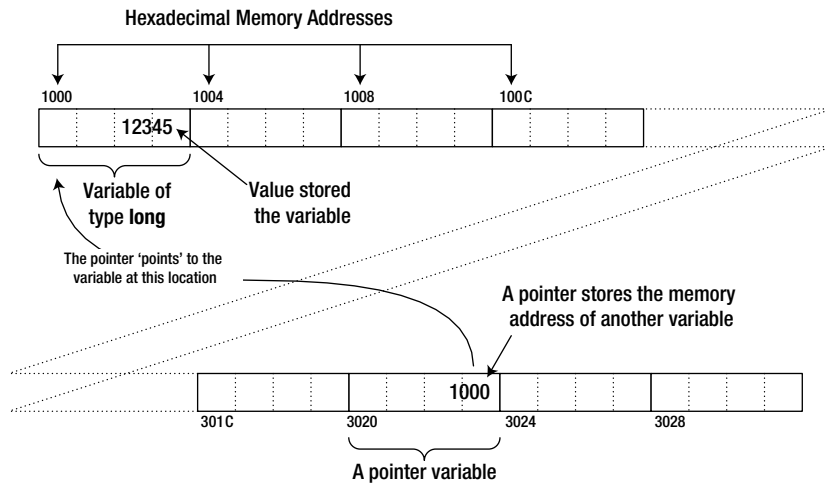 Hexadecimal Memory Addresses
1000 1004 1008 100C
12345
Variable of
type long
Value stored
the variable
The pointer ‘points’ to the
variable at this location
A pointer stores the memory
address of another variable
1000
301C 3020 3024 3028
A pointer variable